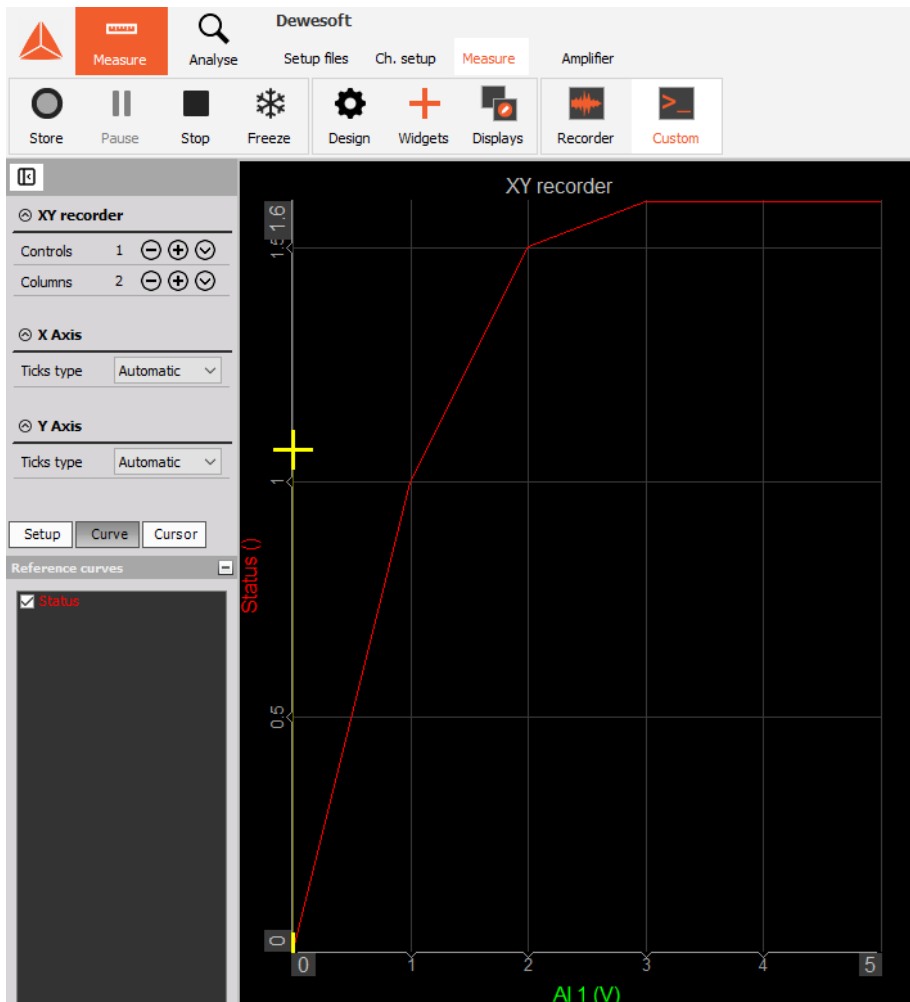 Dewesoft
Measure Analyse Setup files Ch. setup Measure Amplifier
Store Pause Stop Freeze Design Widgets Displays Recorder Custom
XY recorder
Controls 1
Columns 2
X Axis
Ticks type Automatic
Y Axis
Ticks type Automatic
Setup Curve Cursor
Reference curves
Status
XY recorder
1.6
1.5
1
0.5
0
Status ()
0 1 2 3 4 5
AI 1 (V)